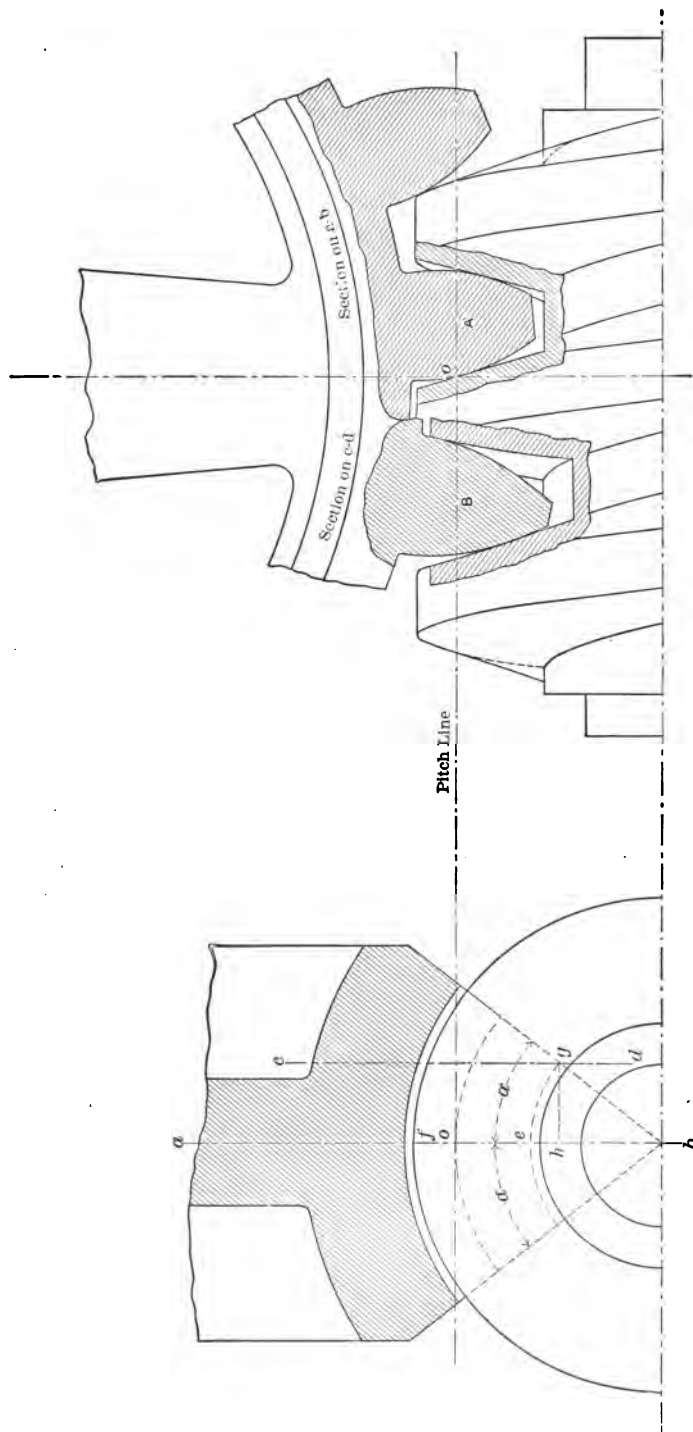 Section on c-d
Section on a-b
A
o
B
Pitch Line
a
c
f
o
a
α
e
g
h
d
b